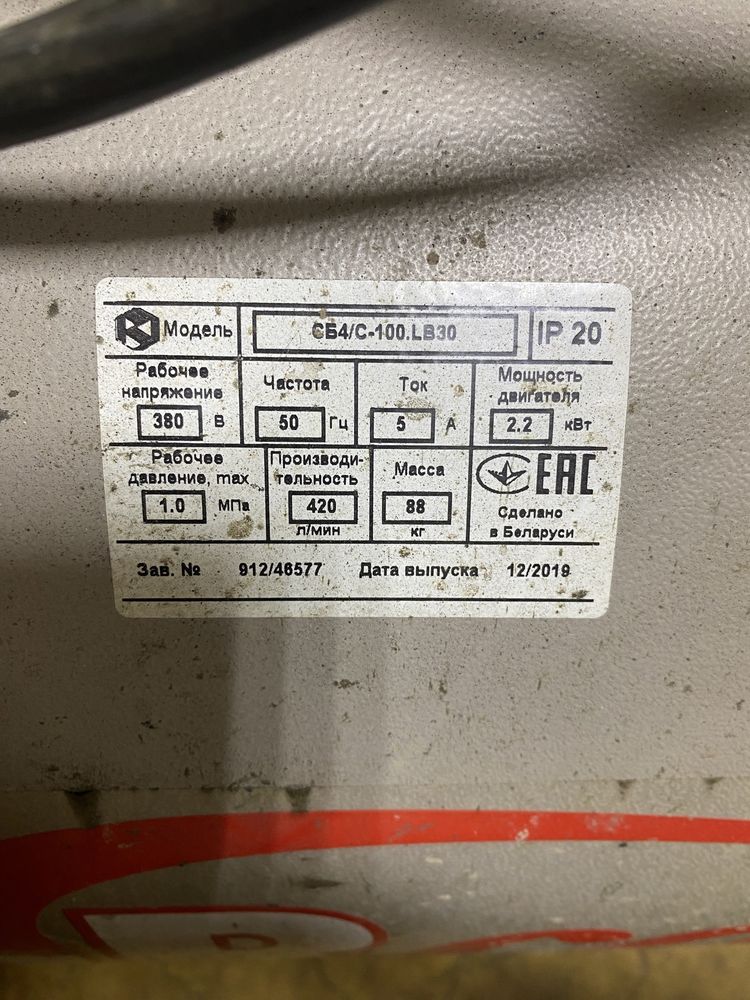 Модель СБ4/С-100.LB30 IP 20
Рабочее напряжение 380 В
Частота 50 Гц
Ток 5 А
Мощность двигателя 2.2 кВт
Рабочее давление, max 1.0 МПа
Производи-
тельность 420 л/мин
Масса 88 кг
EAC
Сделано
в Беларуси
Зав. № 912/46577 Дата выпуска 12/2019